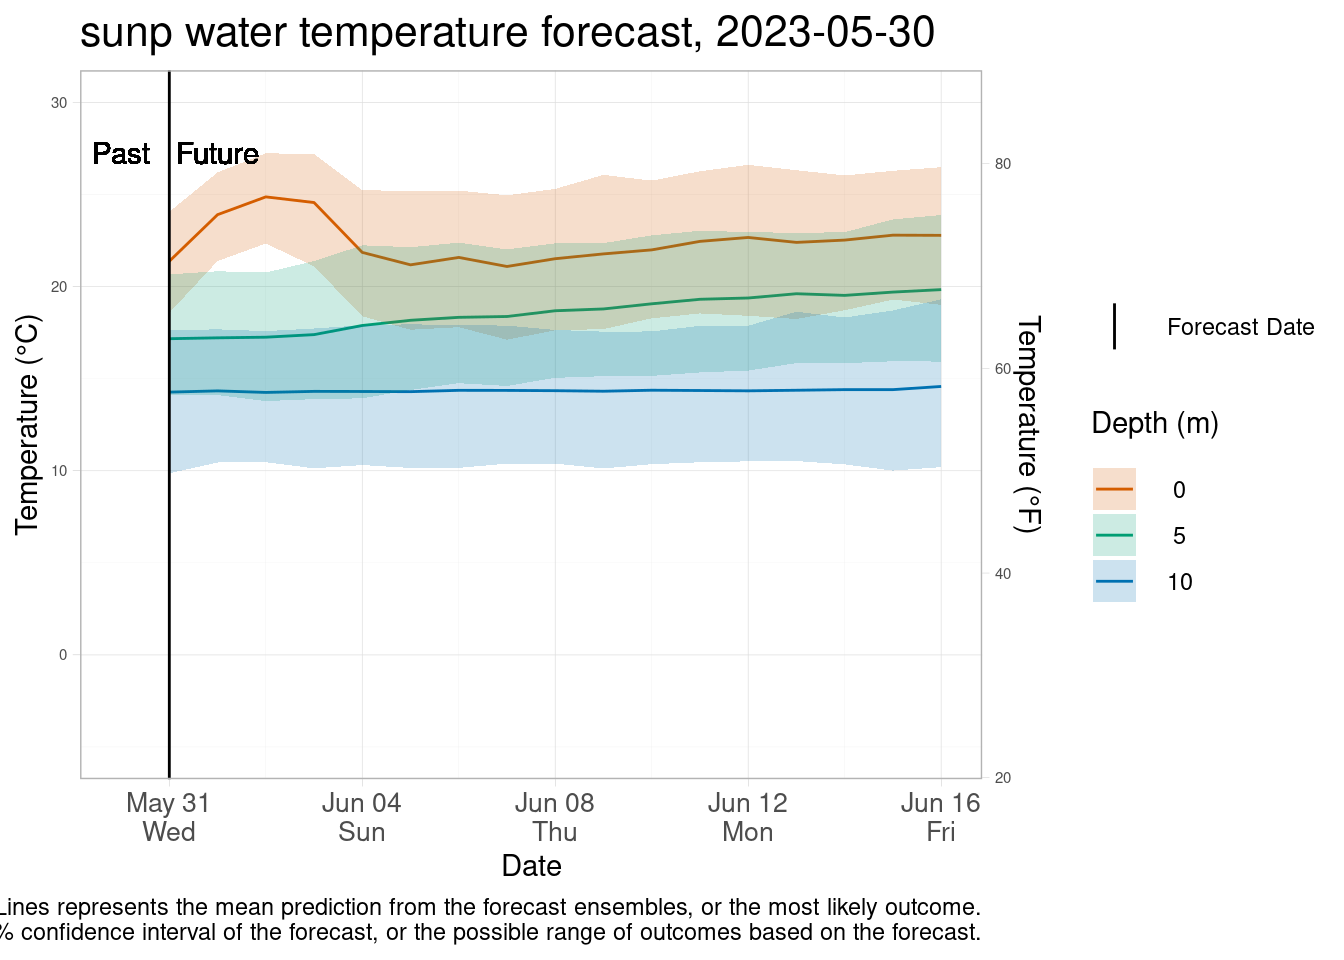 sunp water temperature forecast, 2023-05-30
30
20
10
0
Temperature (°C)
Past
Future
80
60
40
20
Temperature (°F)
May 31
Wed
Jun 04
Sun
Jun 08
Thu
Jun 12
Mon
Jun 16
Fri
Date
Forecast Date
Depth (m)
0
5
10
Lines represents the mean prediction from the forecast ensembles, or the most likely outcome.
% confidence interval of the forecast, or the possible range of outcomes based on the forecast.